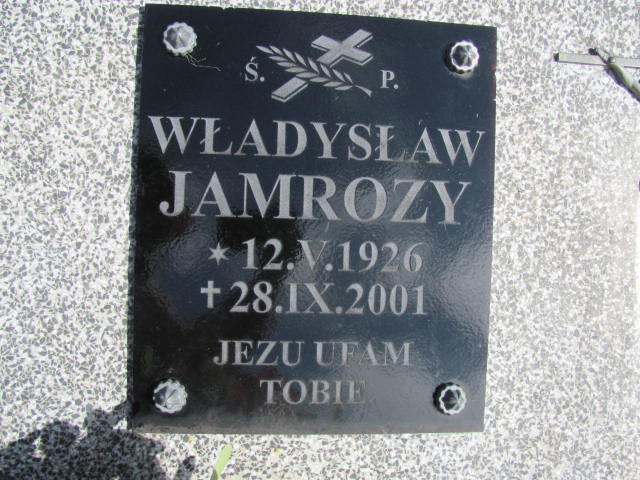 Ś. P.
WŁADYSŁAW
JAMROZY
* 12.V.1926
✝ 28.IX.2001
JEZU UFAM
TOBIE